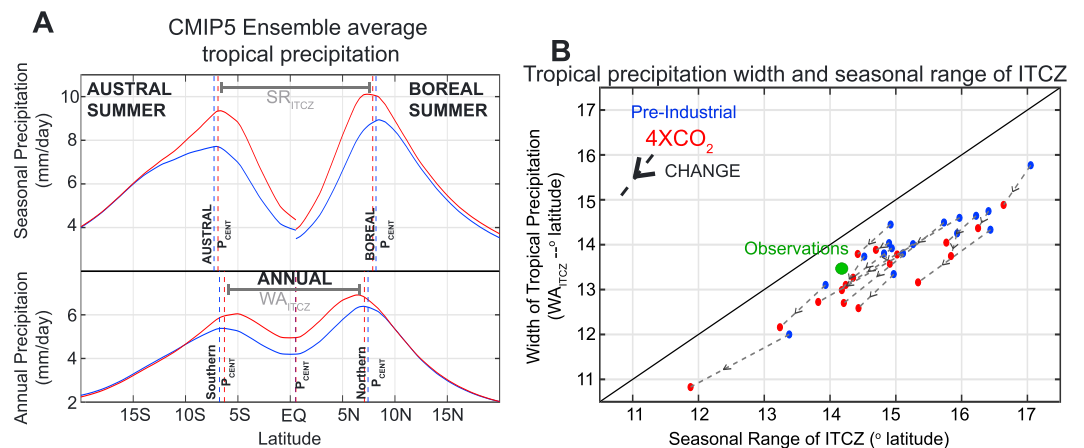 A
CMIP5 Ensemble average
tropical precipitation
AUSTRAL
SUMMER
BOREAL
SUMMER
SR_ITCZ
Seasonal Precipitation
(mm/day)
10
8
6
4
AUSTRAL
P_CENT
BOREAL
P_CENT
ANNUAL
WA_ITCZ
Annual Precipitation
(mm/day)
6
4
2
Southern
P_CENT
P_CENT
Northern
P_CENT
15S 10S 5S EQ 5N 10N 15N
Latitude
B
Tropical precipitation width and seasonal range of ITCZ
Pre-Industrial
4XCO₂
CHANGE
Observations
Width of Tropical Precipitation
(WA_ITCZ--º latitude)
17
16
15
14
13
12
11
11 12 13 14 15 16 17
Seasonal Range of ITCZ (º latitude)